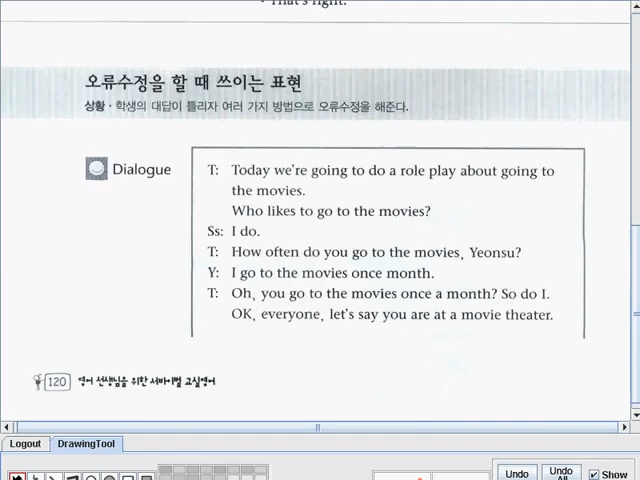 That's right.
오류수정을 할 때 쓰이는 표현
상황 · 학생의 대답이 틀리자 여러 가지 방법으로 오류수정을 해준다.
Dialogue
T: Today we're going to do a role play about going to
the movies.
Who likes to go to the movies?
Ss: I do.
T: How often do you go to the movies, Yeonsu?
Y: I go to the movies once month.
T: Oh, you go to the movies once a month? So do I.
OK, everyone, let's say you are at a movie theater.
120 영어 선생님을 위한 서바이벌 교실영어
Logout DrawingTool
Undo Undo All Show